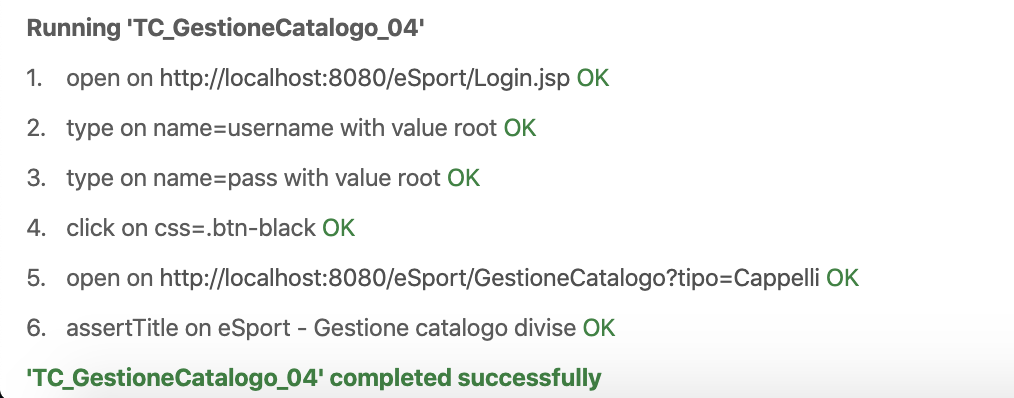 Running 'TC_GestioneCatalogo_04'
1. open on http://localhost:8080/eSport/Login.jsp OK
2. type on name=username with value root OK
3. type on name=pass with value root OK
4. click on css=.btn-black OK
5. open on http://localhost:8080/eSport/GestioneCatalogo?tipo=Cappelli OK
6. assertTitle on eSport - Gestione catalogo divise OK
'TC_GestioneCatalogo_04' completed successfully